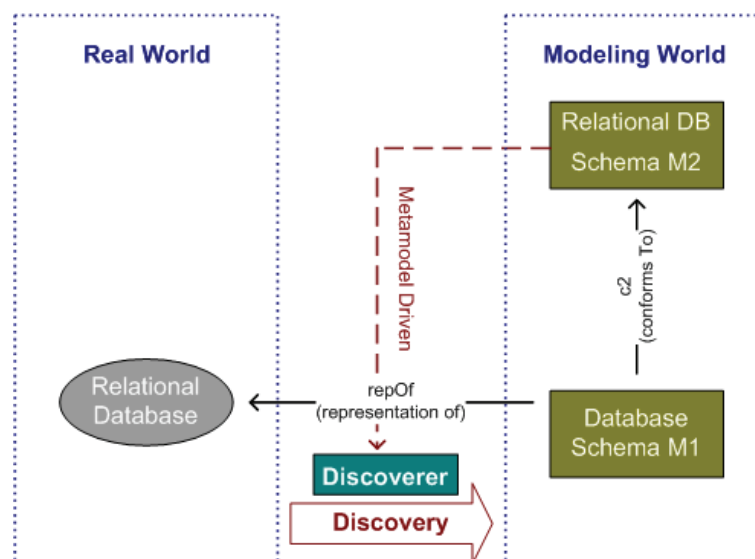 Real World
Modeling World
Relational DB
Schema M2
Metamodel Driven
c2
(conforms To)
repOf
(representation of)
Relational
Database
Database
Schema M1
Discoverer
Discovery